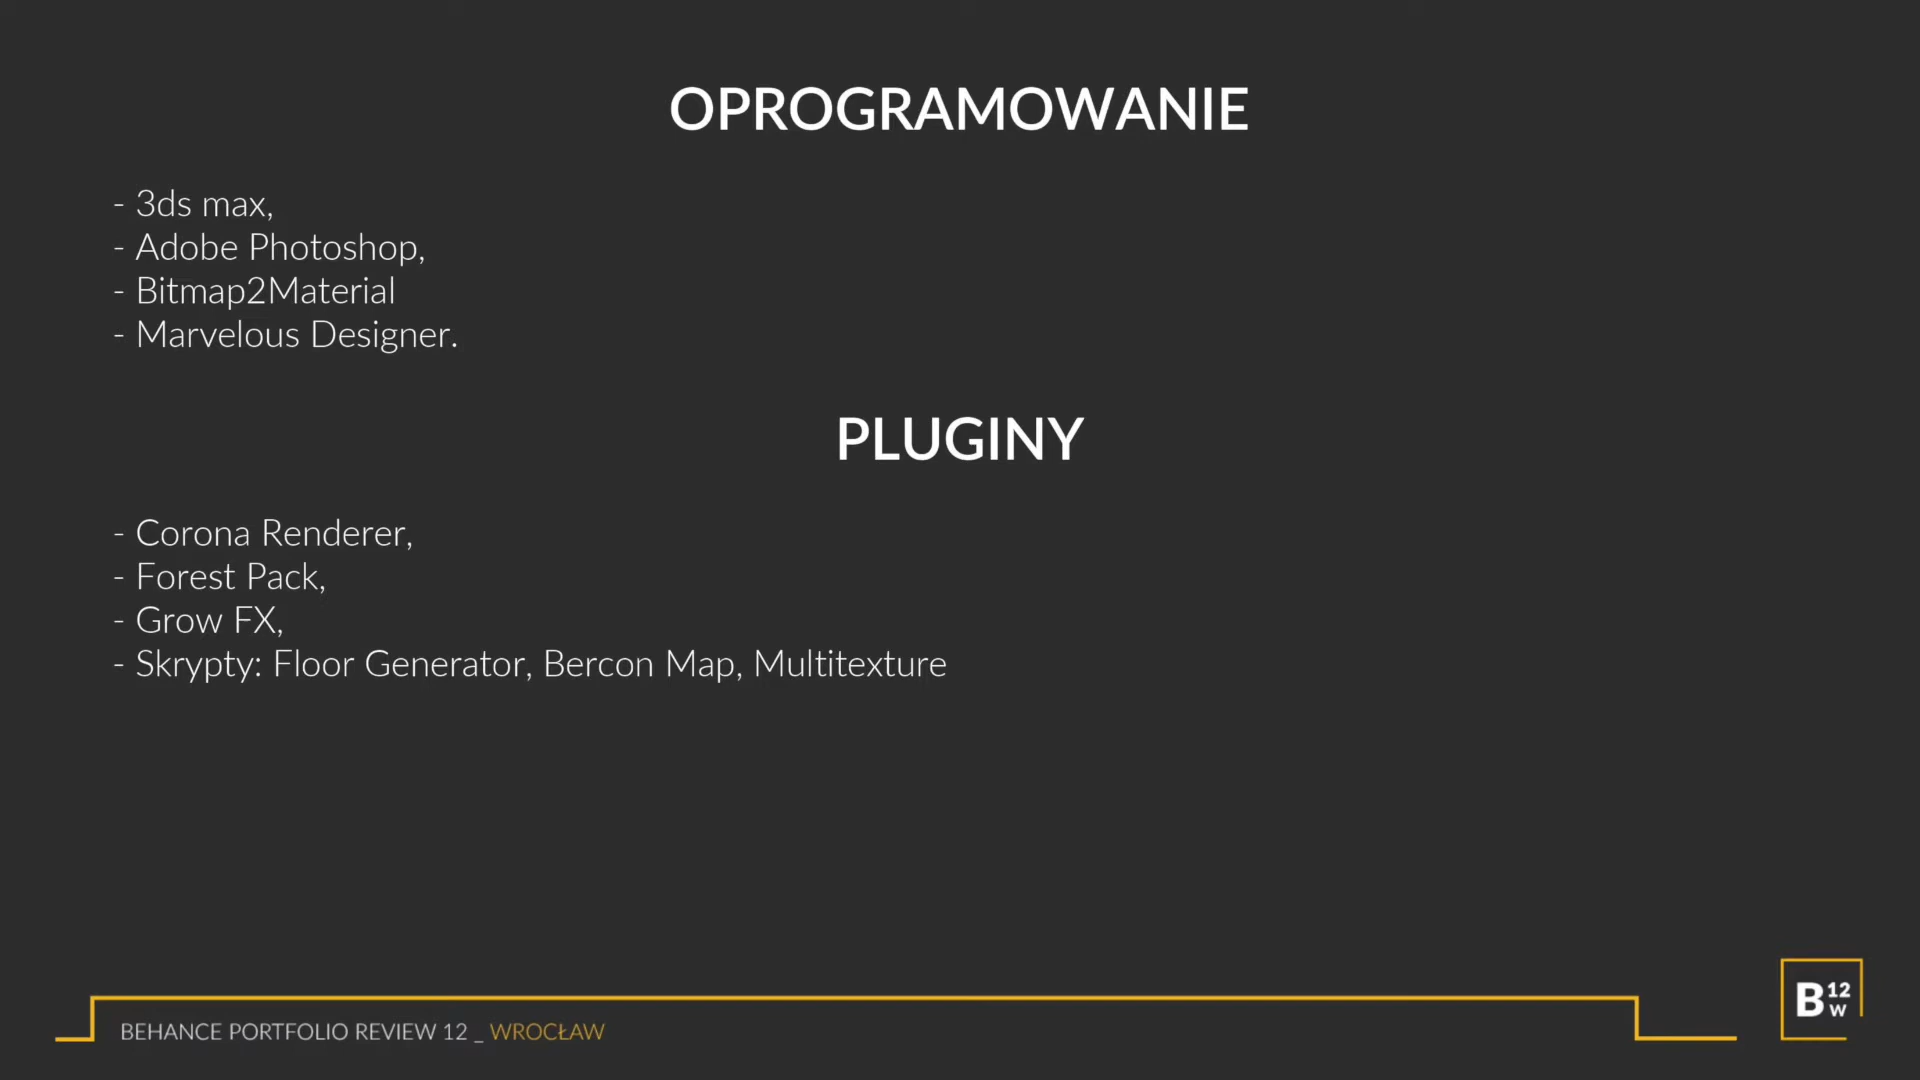 OPROGRAMOWANIE
- 3ds max,
- Adobe Photoshop,
- Bitmap2Material
- Marvelous Designer.
PLUGINY
- Corona Renderer,
- Forest Pack,
- Grow FX,
- Skrypty: Floor Generator, Bercon Map, Multitexture
BEHANCE PORTFOLIO REVIEW 12 _ WROCŁAW
B 12 W